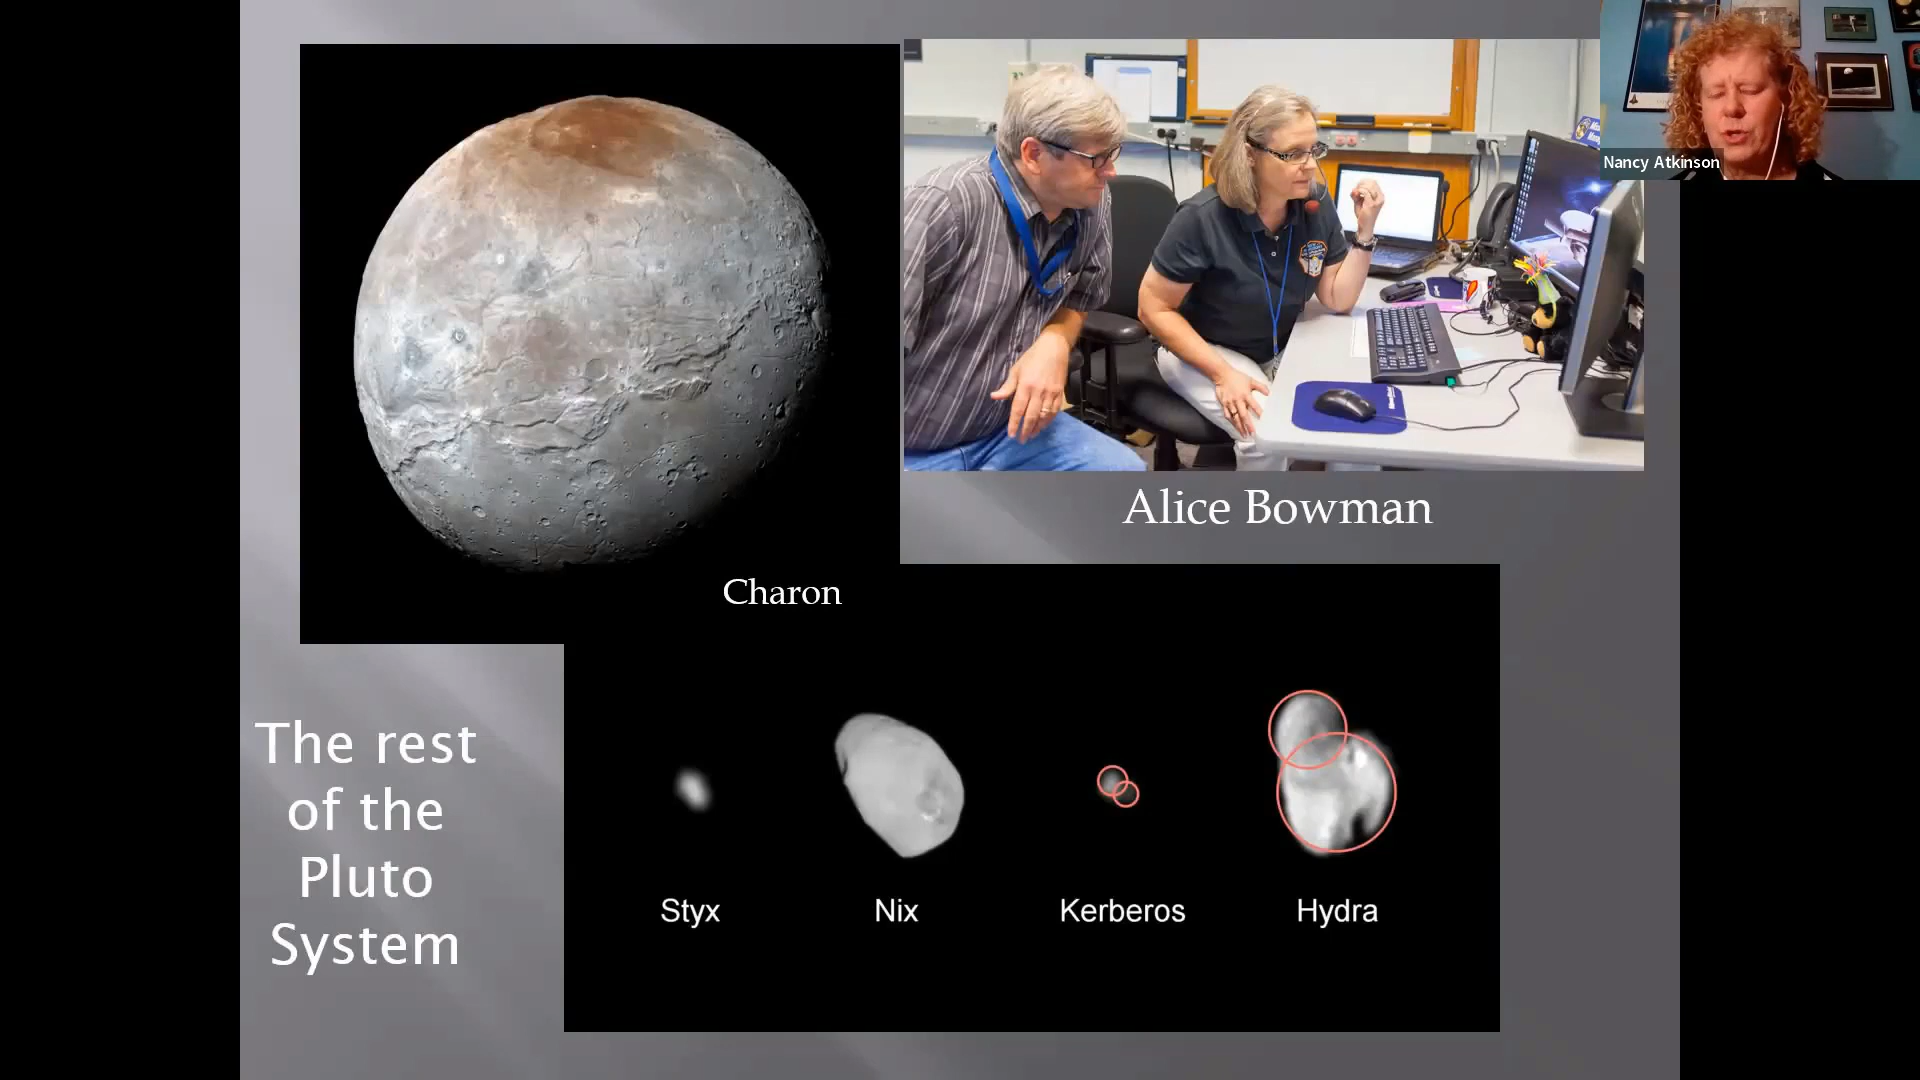 Nancy Atkinson
Alice Bowman
Charon
The rest
of the
Pluto
System
Styx
Nix
Kerberos
Hydra